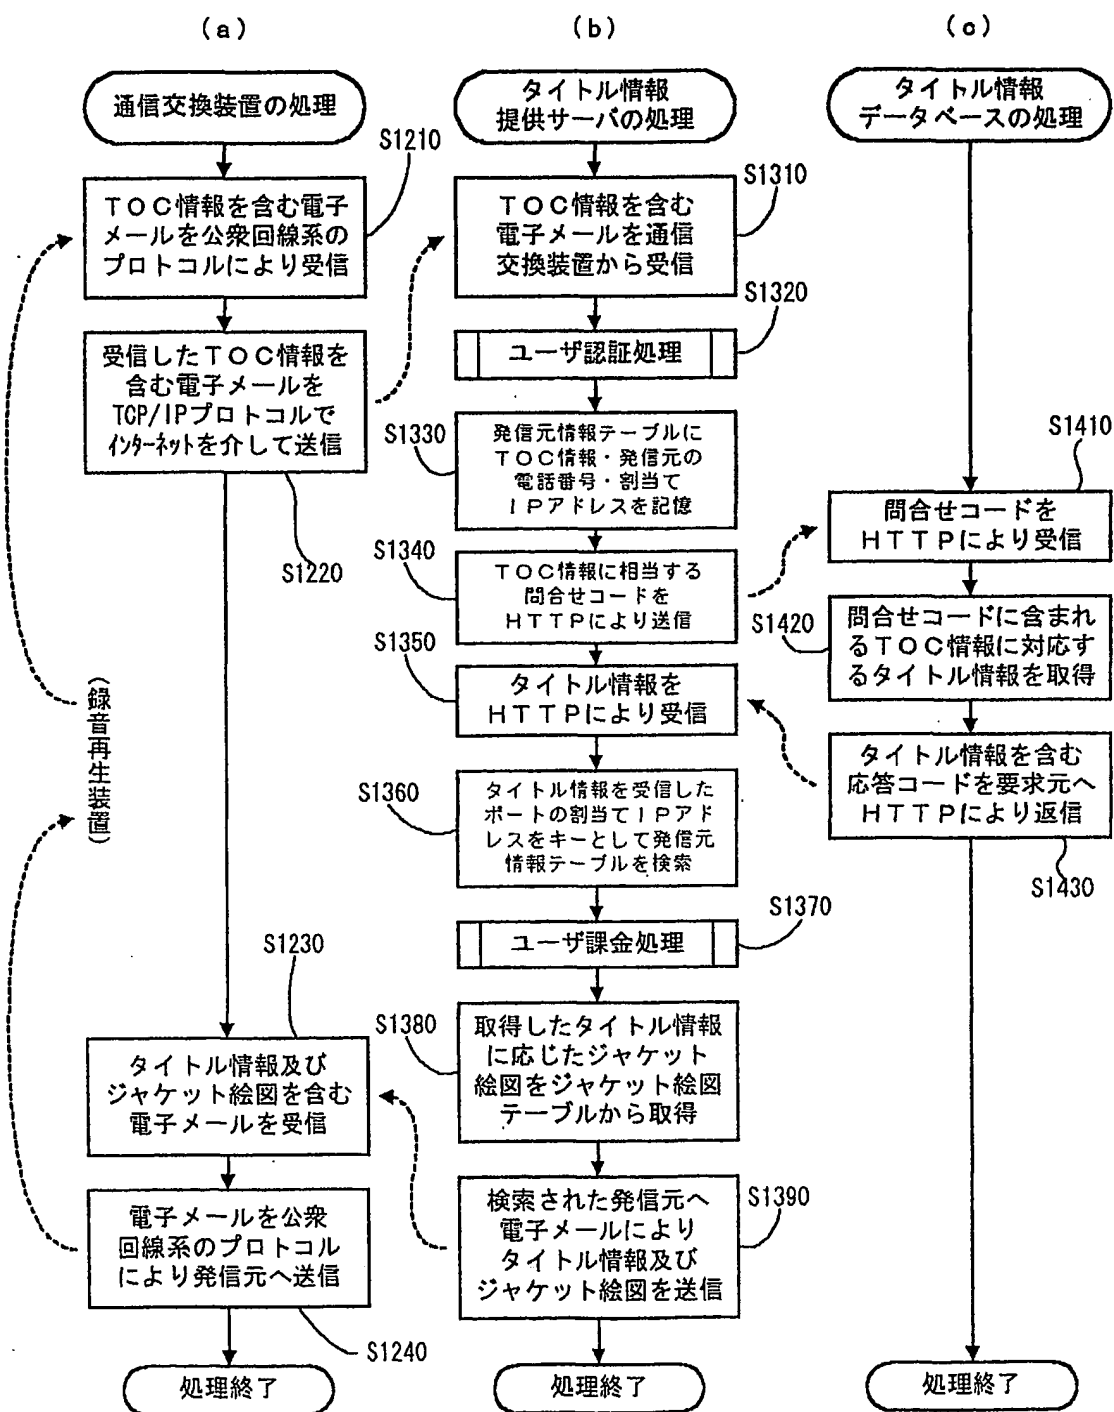 (a)
通信交換装置の処理
S1210
TOC情報を含む電子
メールを公衆回線系の
プロトコルにより受信
受信したTOC情報を
含む電子メールを
TCP/IPプロトコルで
インターネットを介して送信
S1220
(録音再生装置)
S1230
タイトル情報及び
ジャケット絵図を含む
電子メールを受信
電子メールを公衆
回線系のプロトコル
により発信元へ送信
S1240
処理終了
(b)
タイトル情報
提供サーバの処理
S1310
TOC情報を含む
電子メールを通信
交換装置から受信
S1320
ユーザ認証処理
S1330
発信元情報テーブルに
TOC情報・発信元の
電話番号・割当て
IPアドレスを記憶
S1340
TOC情報に相当する
問合せコードを
HTTPにより送信
S1350
タイトル情報を
HTTPにより受信
S1360
タイトル情報を受信した
ポートの割当てIPアド
レスをキーとして発信元
情報テーブルを検索
S1370
ユーザ課金処理
S1380
取得したタイトル情報
に応じたジャケット
絵図をジャケット絵図
テーブルから取得
S1390
検索された発信元へ
電子メールにより
タイトル情報及び
ジャケット絵図を送信
処理終了
(c)
タイトル情報
データベースの処理
S1410
問合せコードを
HTTPにより受信
S1420
問合せコードに含まれ
るTOC情報に対応す
るタイトル情報を取得
タイトル情報を含む
応答コードを要求元へ
HTTPにより返信
S1430
処理終了